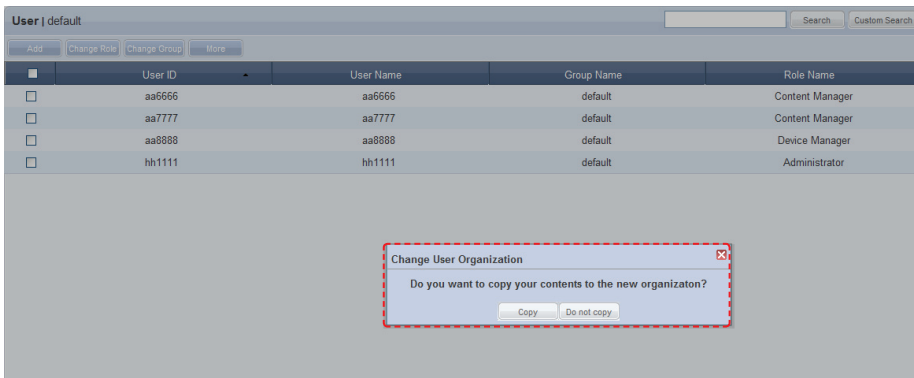 User | default
Search Custom Search
Add Change Role Change Group More
User ID User Name Group Name Role Name
aa6666 aa6666 default Content Manager
aa7777 aa7777 default Content Manager
aa8888 aa8888 default Device Manager
hh1111 hh1111 default Administrator
Change User Organization
Do you want to copy your contents to the new organizaton?
Copy Do not copy